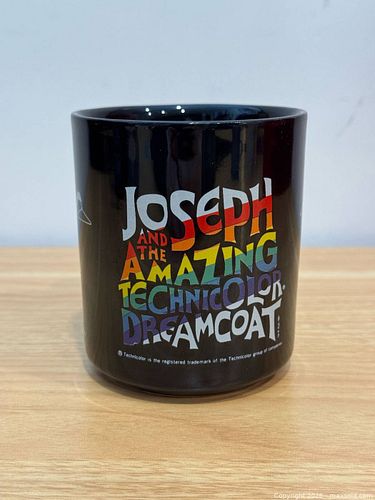 JOSEPH
AND THE
AMAZING
TECHNICOLOR
DREAMCOAT
® Technicolor is the registered trademark of the Technicolor group of companies